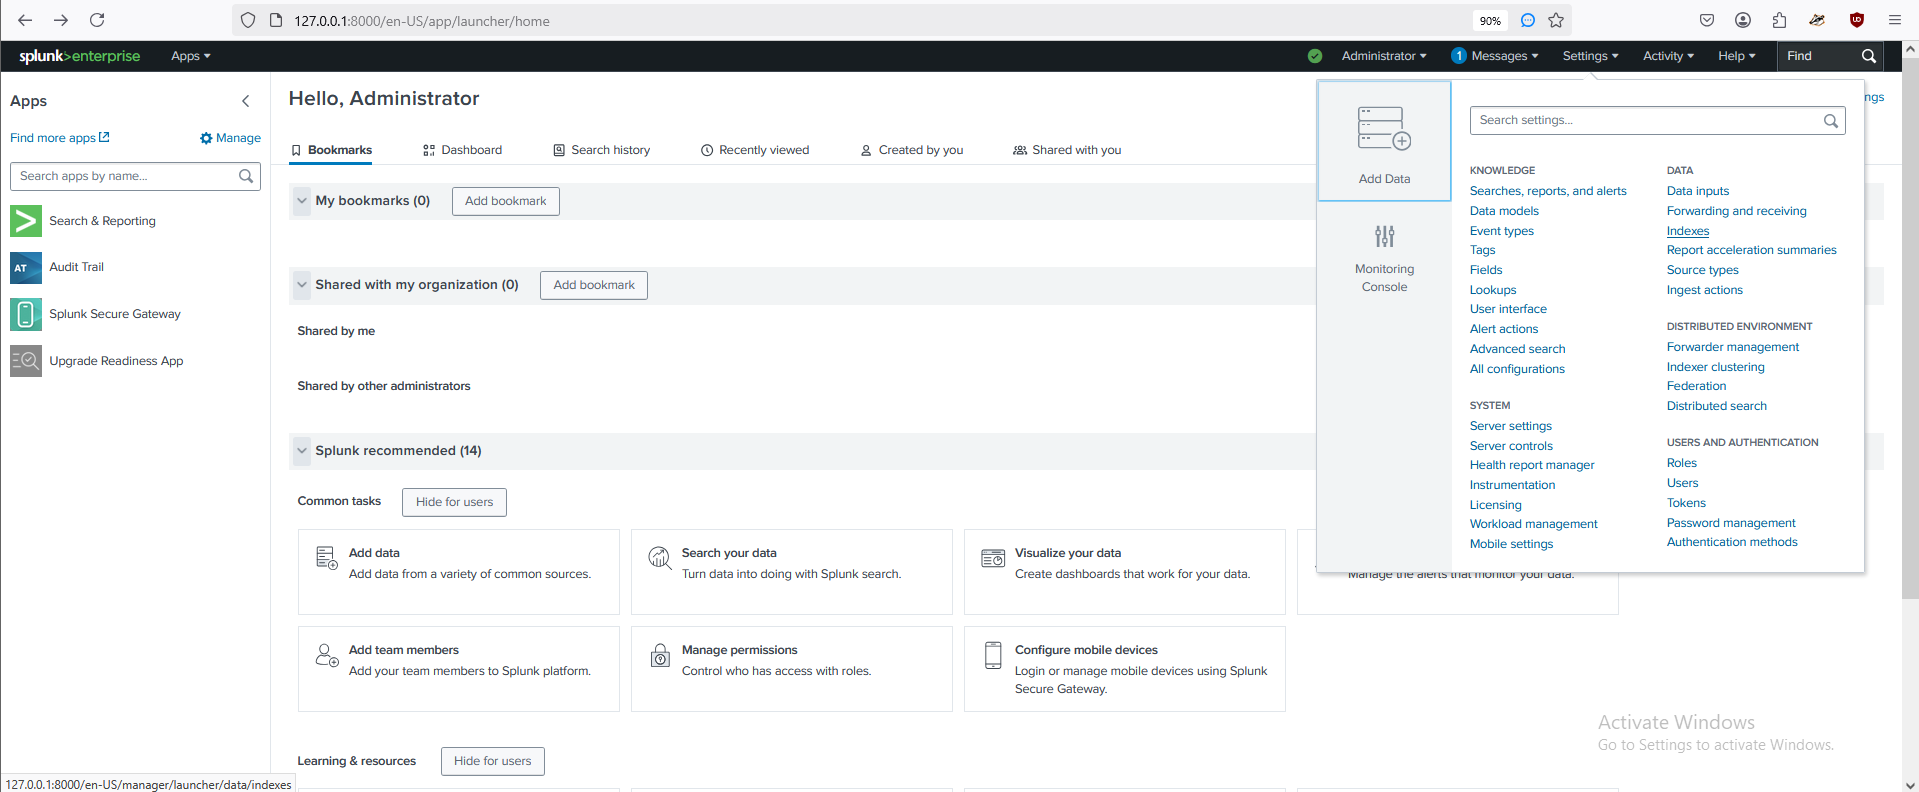 127.0.0.1:8000/en-US/app/launcher/home
90%
splunk>enterprise
Apps
Administrator
1
Messages
Settings
Activity
Help
Find
Apps
Find more apps
Manage
Search apps by name...
Search & Reporting
AT
Audit Trail
Splunk Secure Gateway
Upgrade Readiness App
Hello, Administrator
ngs
Bookmarks
Dashboard
Search history
Recently viewed
Created by you
Shared with you
My bookmarks (0)
Add bookmark
Shared with my organization (0)
Add bookmark
Shared by me
Shared by other administrators
Splunk recommended (14)
Common tasks
Hide for users
Add data
Add data from a variety of common sources.
Search your data
Turn data into doing with Splunk search.
Visualize your data
Create dashboards that work for your data.
Manage the alerts that monitor your data.
Add team members
Add your team members to Splunk platform.
Manage permissions
Control who has access with roles.
Configure mobile devices
Login or manage mobile devices using Splunk
Secure Gateway.
Learning & resources
Hide for users
Add Data
Monitoring
Console
Search settings...
KNOWLEDGE
Searches, reports, and alerts
Data models
Event types
Tags
Fields
Lookups
User interface
Alert actions
Advanced search
All configurations
SYSTEM
Server settings
Server controls
Health report manager
Instrumentation
Licensing
Workload management
Mobile settings
DATA
Data inputs
Forwarding and receiving
Indexes
Report acceleration summaries
Source types
Ingest actions
DISTRIBUTED ENVIRONMENT
Forwarder management
Indexer clustering
Federation
Distributed search
USERS AND AUTHENTICATION
Roles
Users
Tokens
Password management
Authentication methods
Activate Windows
Go to Settings to activate Windows.
127.0.0.1:8000/en-US/manager/launcher/data/indexes